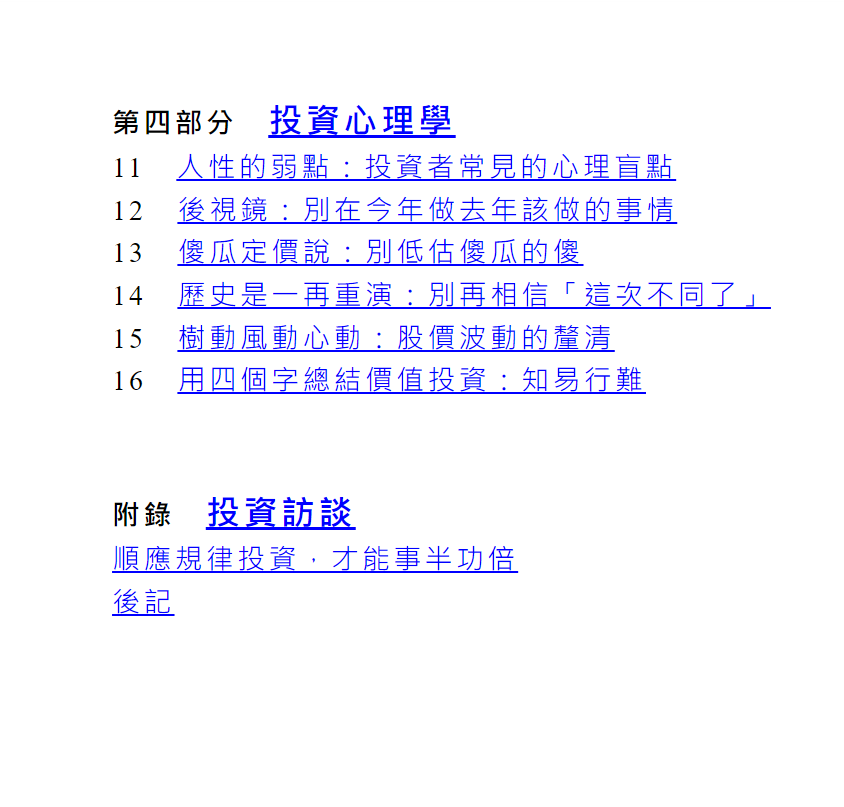 第四部分　投資心理學
11　人性的弱點：投資者常見的心理盲點
12　後視鏡：別在今年做去年該做的事情
13　傻瓜定價說：別低估傻瓜的傻
14　歷史是一再重演：別再相信「這次不同了」
15　樹動風動心動：股價波動的釐清
16　用四個字總結價值投資：知易行難
附錄　投資訪談
順應規律投資，才能事半功倍
後記